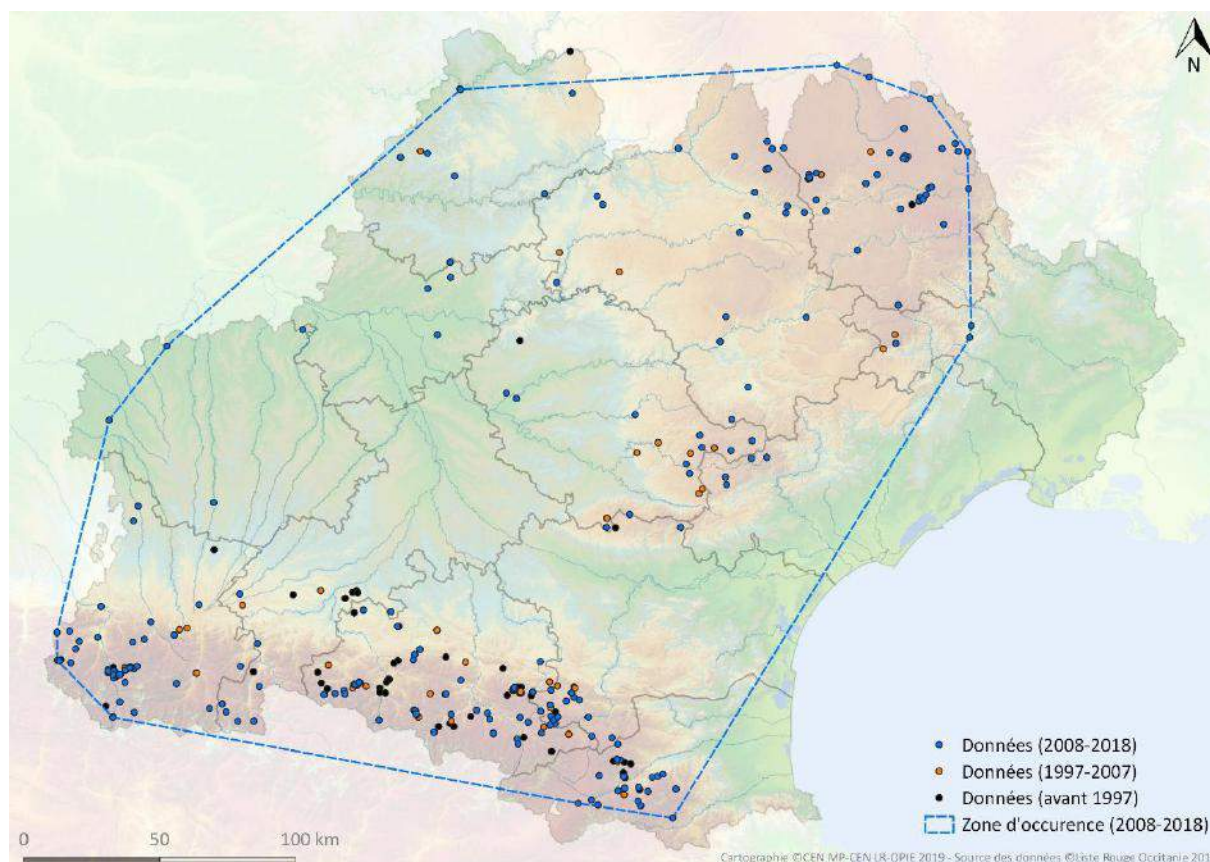 N
Données (2008-2018)
Données (1997-2007)
Données (avant 1997)
Zone d'occurence (2008-2018)
0 50 100 km
Cartographie ©CEN MP-CEN LR-OPIE 2019 - Source des données ©Liste Rouge Occitanie 201